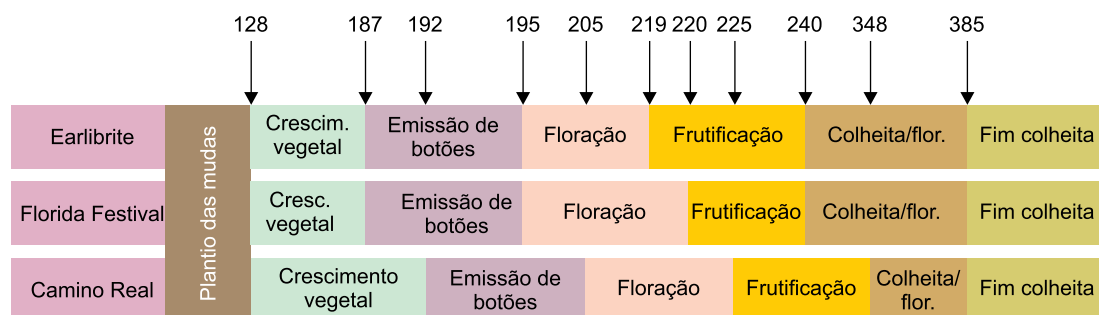 128 187 192 195 205 219 220 225 240 348 385
Plantio das mudas
Earlibrite
Crescim.
vegetal
Emissão de
botões
Floração
Frutificação
Colheita/flor.
Fim colheita
Florida Festival
Cresc.
vegetal
Emissão de
botões
Floração
Frutificação
Colheita/flor.
Fim colheita
Camino Real
Crescimento
vegetal
Emissão de
botões
Floração
Frutificação
Colheita/
flor.
Fim colheita